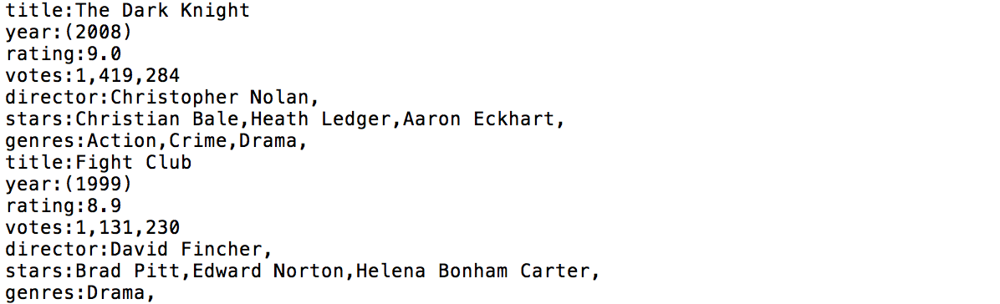 title:The Dark Knight
year:(2008)
rating:9.0
votes:1,419,284
director:Christopher Nolan,
stars:Christian Bale,Heath Ledger,Aaron Eckhart,
genres:Action,Crime,Drama,
title:Fight Club
year:(1999)
rating:8.9
votes:1,131,230
director:David Fincher,
stars:Brad Pitt,Edward Norton,Helena Bonham Carter,
genres:Drama,